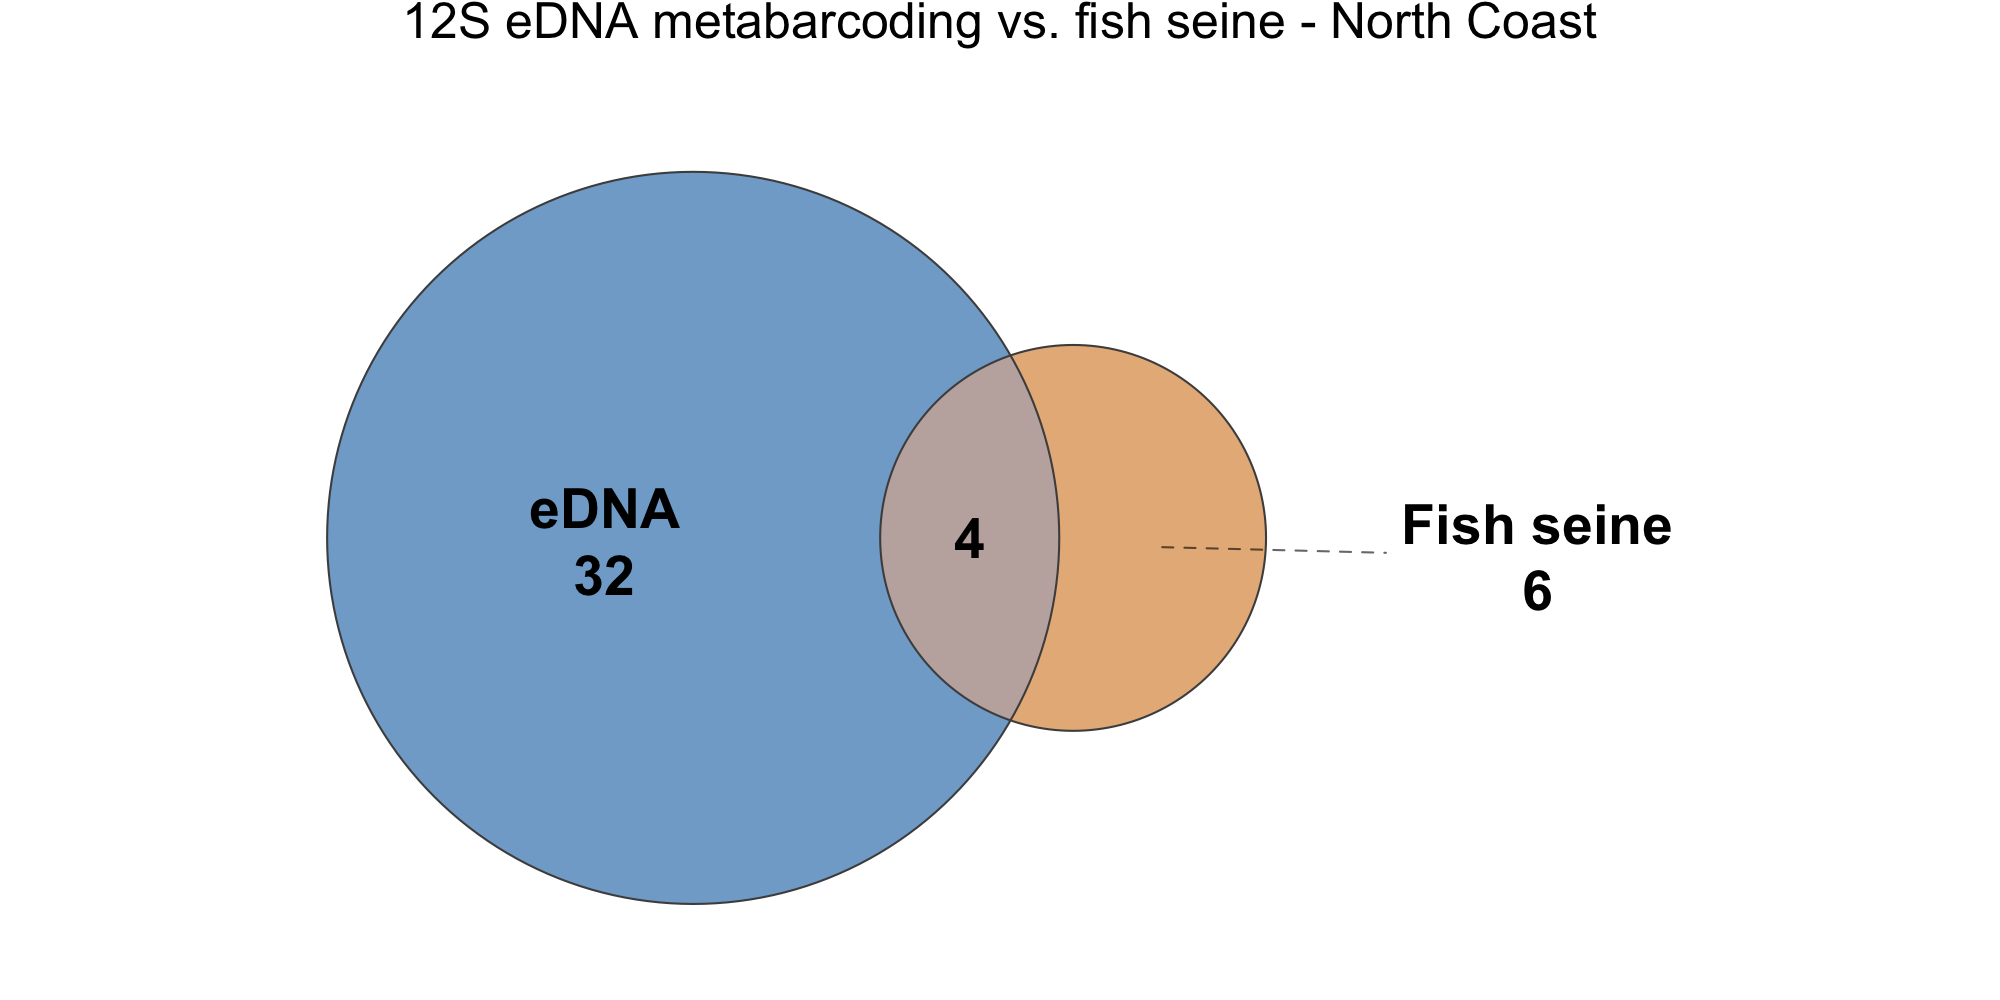 12S eDNA metabarcoding vs. fish seine - North Coast
eDNA
32
4
Fish seine
6